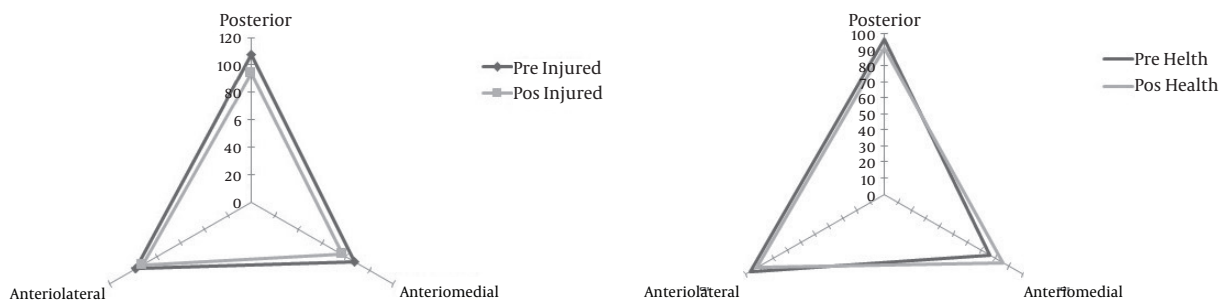 Posterior
120
100
80
6
40
20
0
Anteriolateral
Anteriomedial
Pre Injured
Pos Injured
Posterior
100
90
80
70
60
50
40
30
20
10
0
Anteriolateral
Anteriomedial
Pre Helth
Pos Health